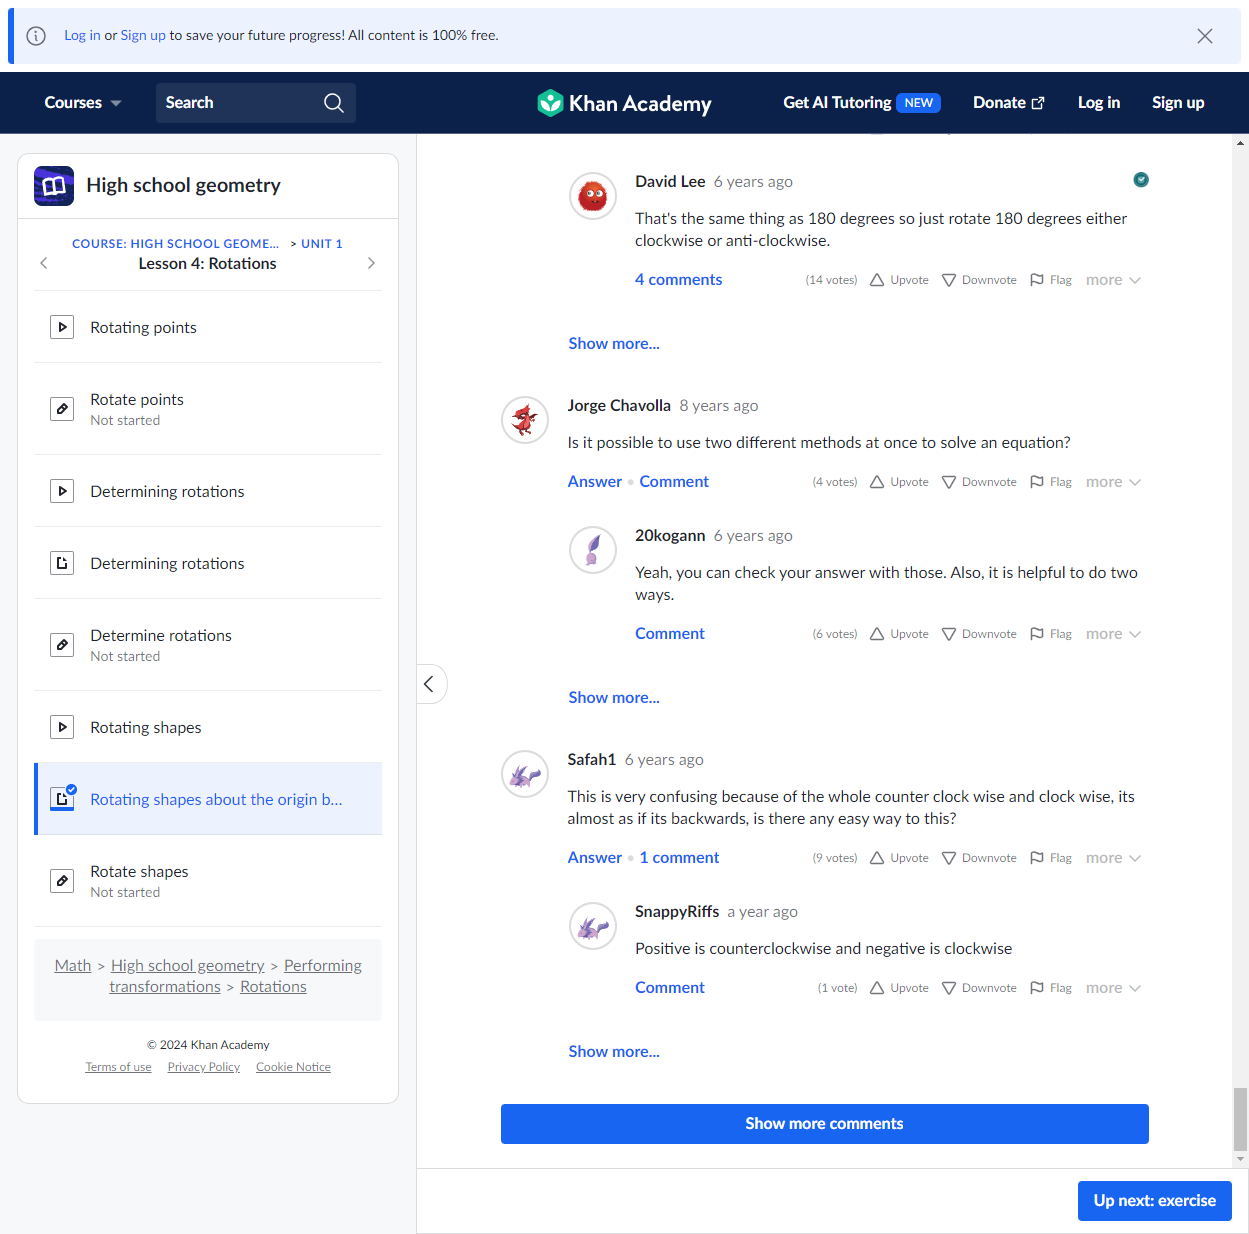 Log in or Sign up to save your future progress! All content is 100% free.
Courses
Search
Khan Academy
Get AI Tutoring NEW
Donate
Log in
Sign up
High school geometry
COURSE: HIGH SCHOOL GEOME... > UNIT 1
Lesson 4: Rotations
Rotating points
Rotate points
Not started
Determining rotations
Determining rotations
Determine rotations
Not started
Rotating shapes
Rotating shapes about the origin b...
Rotate shapes
Not started
Math > High school geometry > Performing
transformations > Rotations
© 2024 Khan Academy
Terms of use Privacy Policy Cookie Notice
David Lee 6 years ago
That's the same thing as 180 degrees so just rotate 180 degrees either
clockwise or anti-clockwise.
4 comments (14 votes) Upvote Downvote Flag more
Show more...
Jorge Chavolla 8 years ago
Is it possible to use two different methods at once to solve an equation?
Answer • Comment (4 votes) Upvote Downvote Flag more
20kogann 6 years ago
Yeah, you can check your answer with those. Also, it is helpful to do two
ways.
Comment (6 votes) Upvote Downvote Flag more
Show more...
Safah1 6 years ago
This is very confusing because of the whole counter clock wise and clock wise, its
almost as if its backwards, is there any easy way to this?
Answer • 1 comment (9 votes) Upvote Downvote Flag more
SnappyRiffs a year ago
Positive is counterclockwise and negative is clockwise
Comment (1 vote) Upvote Downvote Flag more
Show more...
Show more comments
Up next: exercise